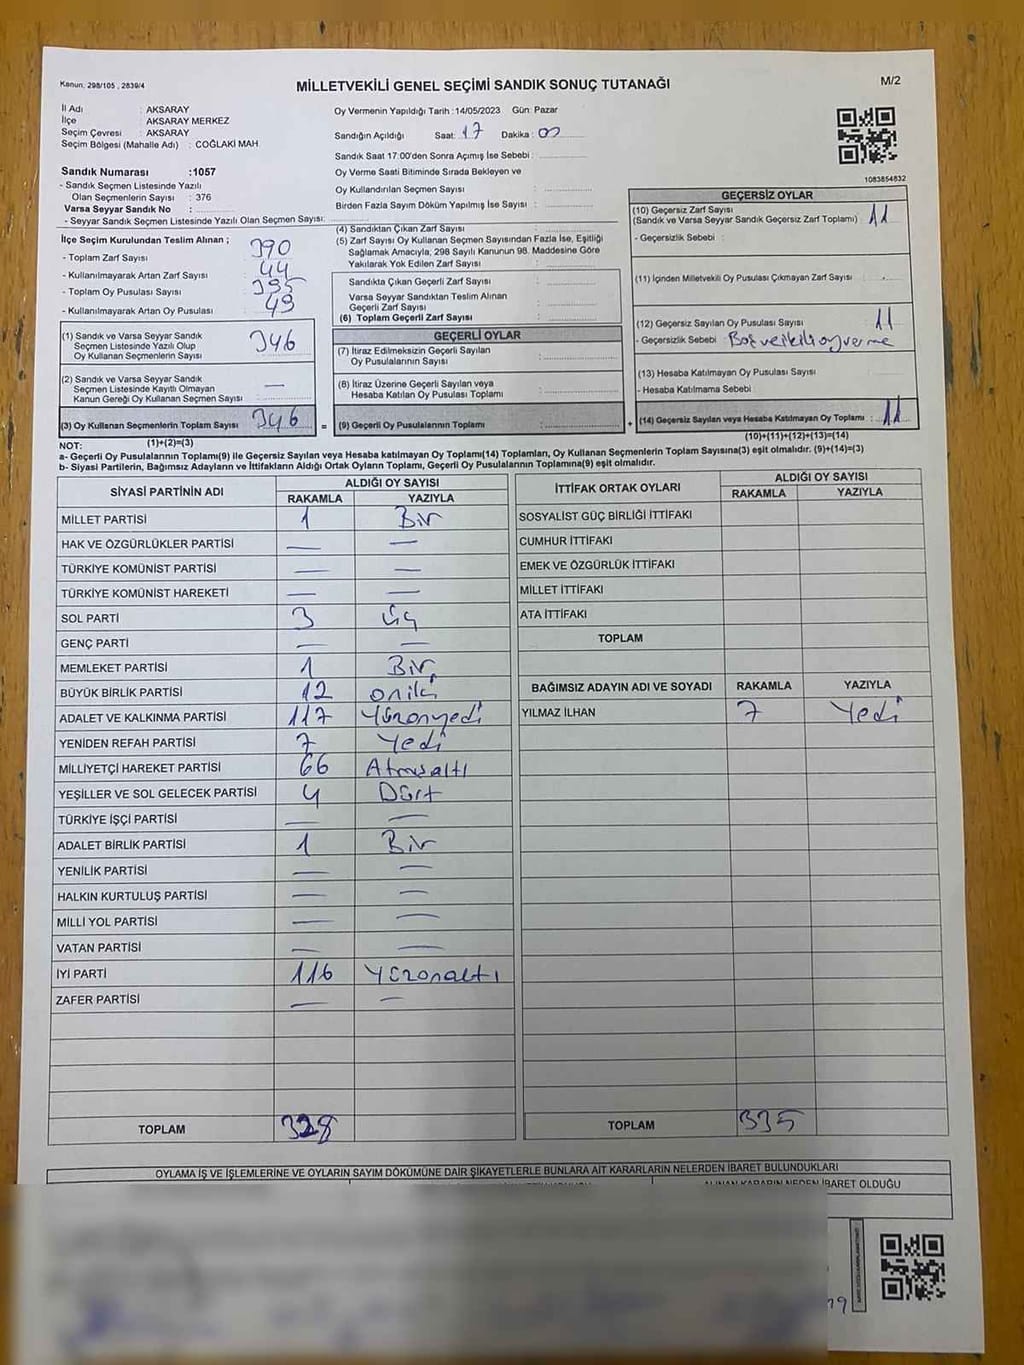 Kanun: 298/105 , 2839/4
MİLLETVEKİLİ GENEL SEÇİMİ SANDIK SONUÇ TUTANAĞI
M/2
İl Adı : AKSARAY
İlçe : AKSARAY MERKEZ
Seçim Çevresi : AKSARAY
Seçim Bölgesi (Mahalle Adı) : COĞLAKİ MAH
Oy Vermenin Yapıldığı Tarih :14/05/2023 Gün: Pazar
Sandığın Açıldığı Saat: 17 Dakika: 00
Sandık Saat 17.00'den Sonra Açımış İse Sebebi :
Oy Verme Saati Bitiminde Sırada Bekleyen ve
Oy Kullandırılan Seçmen Sayısı :
Birden Fazla Sayım Döküm Yapılmış İse Sayısı :
1083854832
Sandık Numarası :1057
- Sandık Seçmen Listesinde Yazılı
Olan Seçmenlerin Sayısı : 376
Varsa Seyyar Sandık No :
- Seyyar Sandık Seçmen Listesinde Yazılı Olan Seçmen Sayısı:
İlçe Seçim Kurulundan Teslim Alınan ;
- Toplam Zarf Sayısı : 390
- Kullanılmayarak Artan Zarf Sayısı : 44
- Toplam Oy Pusulası Sayısı : 395
- Kullanılmayarak Artan Oy Pusulası : 49
(1) Sandık ve Varsa Seyyar Sandık
Seçmen Listesinde Yazılı Olup
Oy Kullanan Seçmenlerin Sayısı : 346
(2) Sandık ve Varsa Seyyar Sandık
Seçmen Listesinde Kayıtlı Olmayan
Kanun Gereği Oy Kullanan Seçmen Sayısı : —
(3) Oy Kullanan Seçmenlerin Toplam Sayısı : 346
(4) Sandıktan Çıkan Zarf Sayısı :
(5) Zarf Sayısı Oy Kullanan Seçmen Sayısından Fazla İse, Eşitliği
Sağlamak Amacıyla; 298 Sayılı Kanunun 98. Maddesine Göre
Yakılarak Yok Edilen Zarf Sayısı :
Sandıkta Çıkan Geçerli Zarf Sayısı :
Varsa Seyyar Sandıktan Teslim Alınan
Geçerli Zarf Sayısı :
(6) Toplam Geçerli Zarf Sayısı :
GEÇERLİ OYLAR
(7) İtiraz Edilmeksizin Geçerli Sayılan
Oy Pusulalarının Sayısı :
(8) İtiraz Üzerine Geçerli Sayılan veya
Hesaba Katılan Oy Pusulası Toplamı :
= (9) Geçerli Oy Pusulalarının Toplamı :
GEÇERSİZ OYLAR
(10) Geçersiz Zarf Sayısı
(Sandık ve Varsa Seyyar Sandık Geçersiz Zarf Toplamı) : 11
- Geçersizlik Sebebi :
(11) İçinden Milletvekili Oy Pusulası Çıkmayan Zarf Sayısı :
(12) Geçersiz Sayılan Oy Pusulası Sayısı : 11
- Geçersizlik Sebebi :
(13) Hesaba Katılmayan Oy Pusulası Sayısı :
- Hesaba Katılmama Sebebi :
+ (14) Geçersiz Sayılan veya Hesaba Katılmayan Oy Toplamı : 11
NOT: (1)+(2)=(3)
(10)+(11)+(12)+(13)=(14)
a- Geçerli Oy Pusulalarının Toplamı(9) ile Geçersiz Sayılan veya Hesaba katılmayan Oy Toplamı(14) Toplamları, Oy Kullanan Seçmenlerin Toplam Sayısına(3) eşit olmalıdır. (9)+(14)=(3)
b- Siyasi Partilerin, Bağımsız Adayların ve İttifakların Aldığı Ortak Oyların Toplamı, Geçerli Oy Pusulalarının Toplamına(9) eşit olmalıdır.
SİYASİ PARTİNİN ADI ALDIĞI OY SAYISI
RAKAMLA YAZIYLA
MİLLET PARTİSİ 1 Bir
HAK VE ÖZGÜRLÜKLER PARTİSİ — —
TÜRKİYE KOMÜNİST PARTİSİ — —
TÜRKİYE KOMÜNİST HAREKETİ — —
SOL PARTİ 3 Üç
GENÇ PARTİ — —
MEMLEKET PARTİSİ 1 Bir
BÜYÜK BİRLİK PARTİSİ 12 oniki
ADALET VE KALKINMA PARTİSİ 117 Yüzonyedi
YENİDEN REFAH PARTİSİ 7 Yedi
MİLLİYETÇİ HAREKET PARTİSİ 66 Atmışaltı
YEŞİLLER VE SOL GELECEK PARTİSİ 4 Dört
TÜRKİYE İŞÇİ PARTİSİ — —
ADALET BİRLİK PARTİSİ 1 Bir
YENİLİK PARTİSİ — —
HALKIN KURTULUŞ PARTİSİ — —
MİLLİ YOL PARTİSİ — —
VATAN PARTİSİ — —
İYİ PARTİ 116 Yüzonaltı
ZAFER PARTİSİ — —
TOPLAM 328
İTTİFAK ORTAK OYLARI ALDIĞI OY SAYISI
RAKAMLA YAZIYLA
SOSYALİST GÜÇ BİRLİĞİ İTTİFAKI
CUMHUR İTTİFAKI
EMEK VE ÖZGÜRLÜK İTTİFAKI
MİLLET İTTİFAKI
ATA İTTİFAKI
TOPLAM
BAĞIMSIZ ADAYIN ADI VE SOYADI RAKAMLA YAZIYLA
YILMAZ İLHAN 7 Yedi
TOPLAM 335
OYLAMA İŞ VE İŞLEMLERİNE VE OYLARIN SAYIM DÖKÜMÜNE DAİR ŞİKAYETLERLE BUNLARA AİT KARARLARIN NELERDEN İBARET BULUNDUKLARI
ALINAN KARARIN NEDEN İBARET OLDUĞU